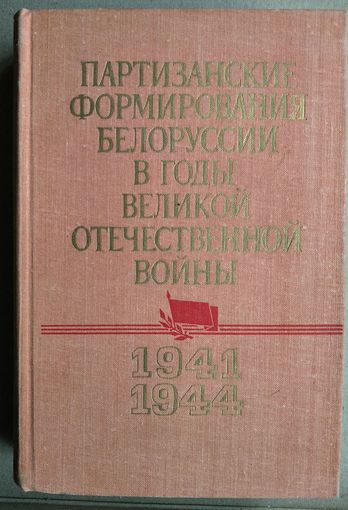 ПАРТИЗАНСКИЕ
ФОРМИРОВАНИЯ
БЕЛОРУССИИ
В ГОДЫ
ВЕЛИКОЙ
ОТЕЧЕСТВЕННОЙ
ВОЙНЫ
1941
1944